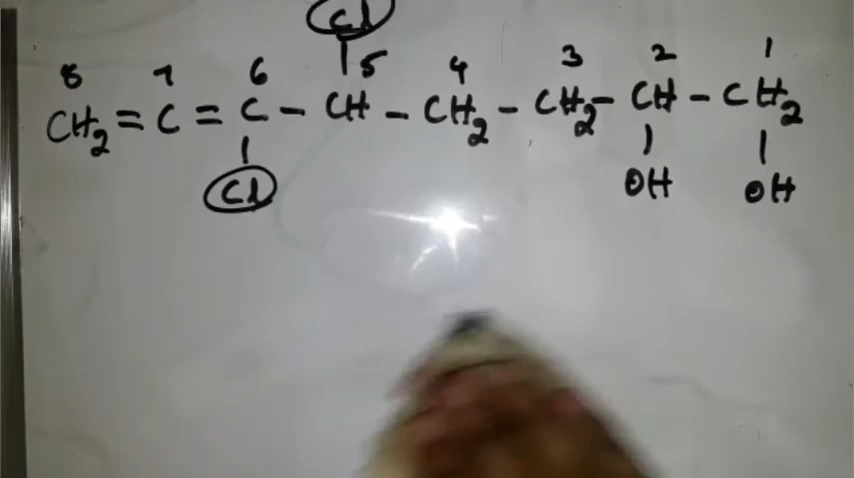 Cl
8 7 6 5 4 3 2 1
CH₂ = C = C - CH - CH₂ - CH₂ - CH - CH₂
Cl OH OH